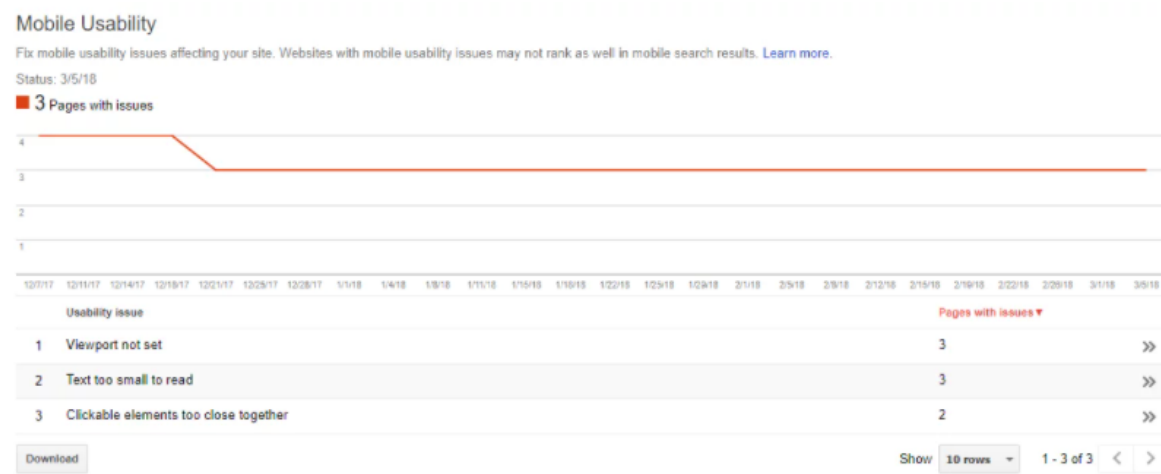 Mobile Usability
Fix mobile usability issues affecting your site. Websites with mobile usability issues may not rank as well in mobile search results. Learn more.
Status: 3/5/18
3 Pages with issues
4
3
2
1
12/7/17 12/11/17 12/14/17 12/18/17 12/21/17 12/25/17 12/28/17 1/1/18 1/4/18 1/8/18 1/11/18 1/15/18 1/18/18 1/22/18 1/25/18 1/29/18 2/1/18 2/5/18 2/8/18 2/12/18 2/15/18 2/19/18 2/22/18 2/26/18 3/1/18 3/5/18
Usability issue Pages with issues▼
1 Viewport not set 3 »
2 Text too small to read 3 »
3 Clickable elements too close together 2 »
Download Show 10 rows 1 - 3 of 3 < >